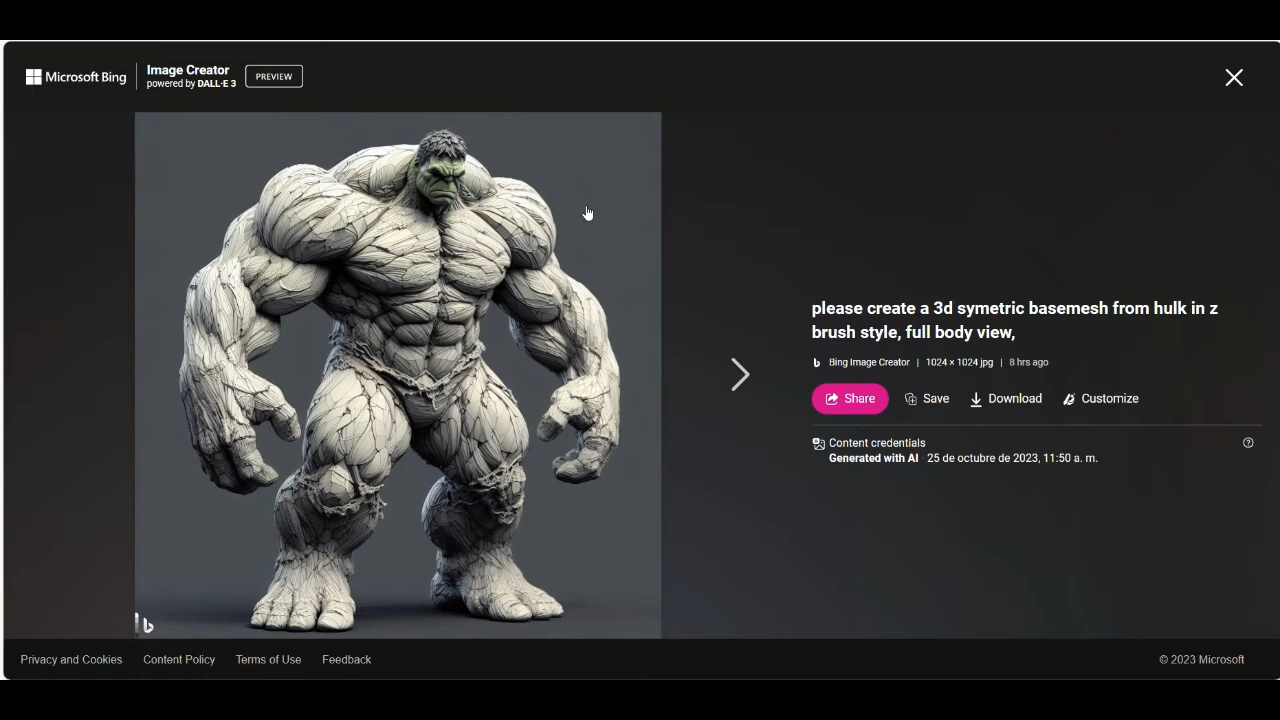 Microsoft Bing
Image Creator
powered by DALL·E 3
PREVIEW
please create a 3d symetric basemesh from hulk in z
brush style, full body view,
Bing Image Creator | 1024 × 1024 jpg | 8 hrs ago
Share
Save
Download
Customize
Content credentials
Generated with AI · 25 de octubre de 2023, 11:50 a. m.
Privacy and Cookies
Content Policy
Terms of Use
Feedback
© 2023 Microsoft